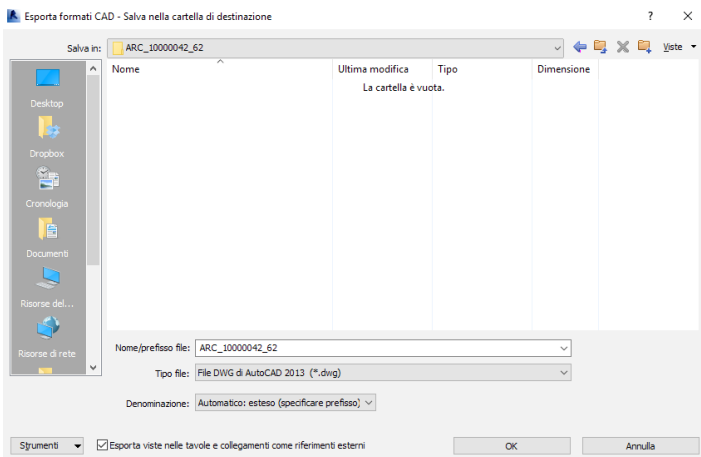 Esporta formati CAD - Salva nella cartella di destinazione ? X
Salva in: ARC_10000042_62 Viste
Nome Ultima modifica Tipo Dimensione
La cartella è vuota.
Desktop
Dropbox
Cronologia
Documenti
Risorse del...
Risorse di rete
Nome/prefisso file: ARC_10000042_62
Tipo file: File DWG di AutoCAD 2013 (*.dwg)
Denominazione: Automatico: esteso (specificare prefisso)
Strumenti Esporta viste nelle tavole e collegamenti come riferimenti esterni OK Annulla